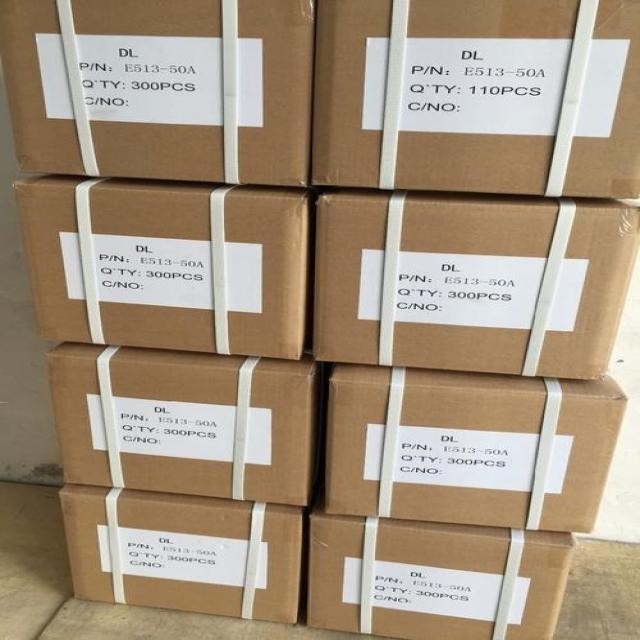 DL
P/N: E513-50A
Q'TY: 300PCS
C/NO:
DL
P/N: E513-50A
Q'TY: 110PCS
C/NO:
DL
P/N: E513-50A
Q'TY: 300PCS
C/NO:
DL
P/N: E513-50A
Q'TY: 300PCS
C/NO:
DL
P/N: E513-50A
Q'TY: 300PCS
C/NO:
DL
P/N: E513-50A
Q'TY: 300PCS
C/NO:
DL
P/N: E513-50A
Q'TY: 300PCS
C/NO:
DL
P/N: E513-50A
Q'TY: 300PCS
C/NO: